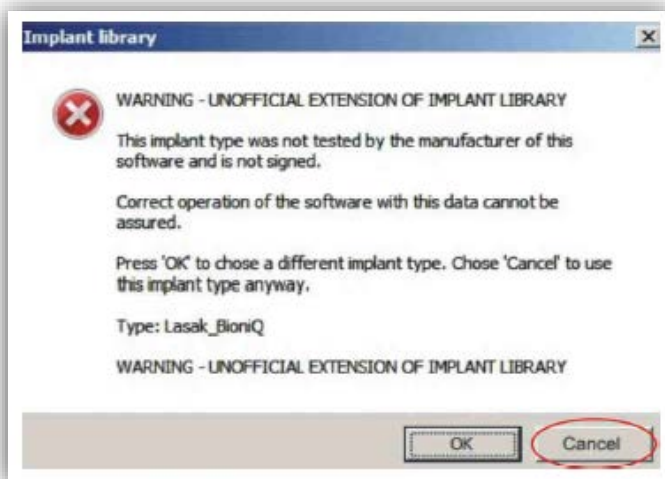 Implant library
WARNING - UNOFFICIAL EXTENSION OF IMPLANT LIBRARY
This implant type was not tested by the manufacturer of this
software and is not signed.
Correct operation of the software with this data cannot be
assured.
Press 'OK' to chose a different implant type. Chose 'Cancel' to use
this implant type anyway.
Type: Lasak_BioniQ
WARNING - UNOFFICIAL EXTENSION OF IMPLANT LIBRARY
OK
Cancel